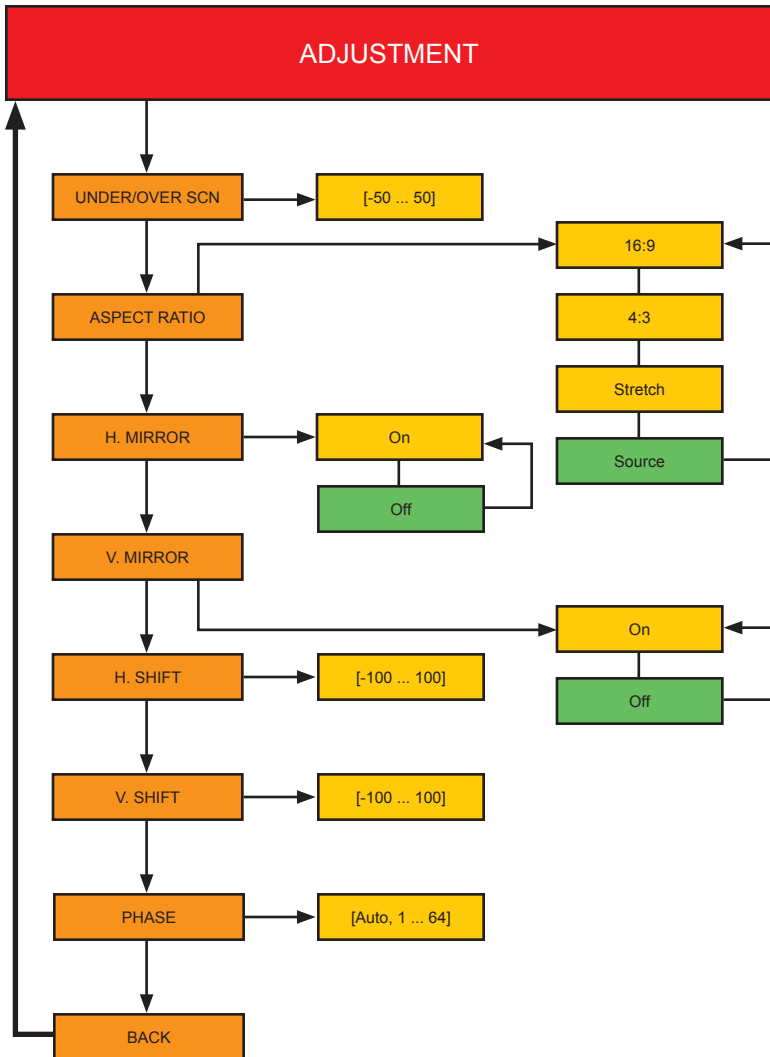 ADJUSTMENT
UNDER/OVER SCN
[-50 ... 50]
16:9
ASPECT RATIO
4:3
Stretch
H. MIRROR
On
Source
Off
V. MIRROR
On
H. SHIFT
[-100 ... 100]
Off
V. SHIFT
[-100 ... 100]
PHASE
[Auto, 1 ... 64]
BACK